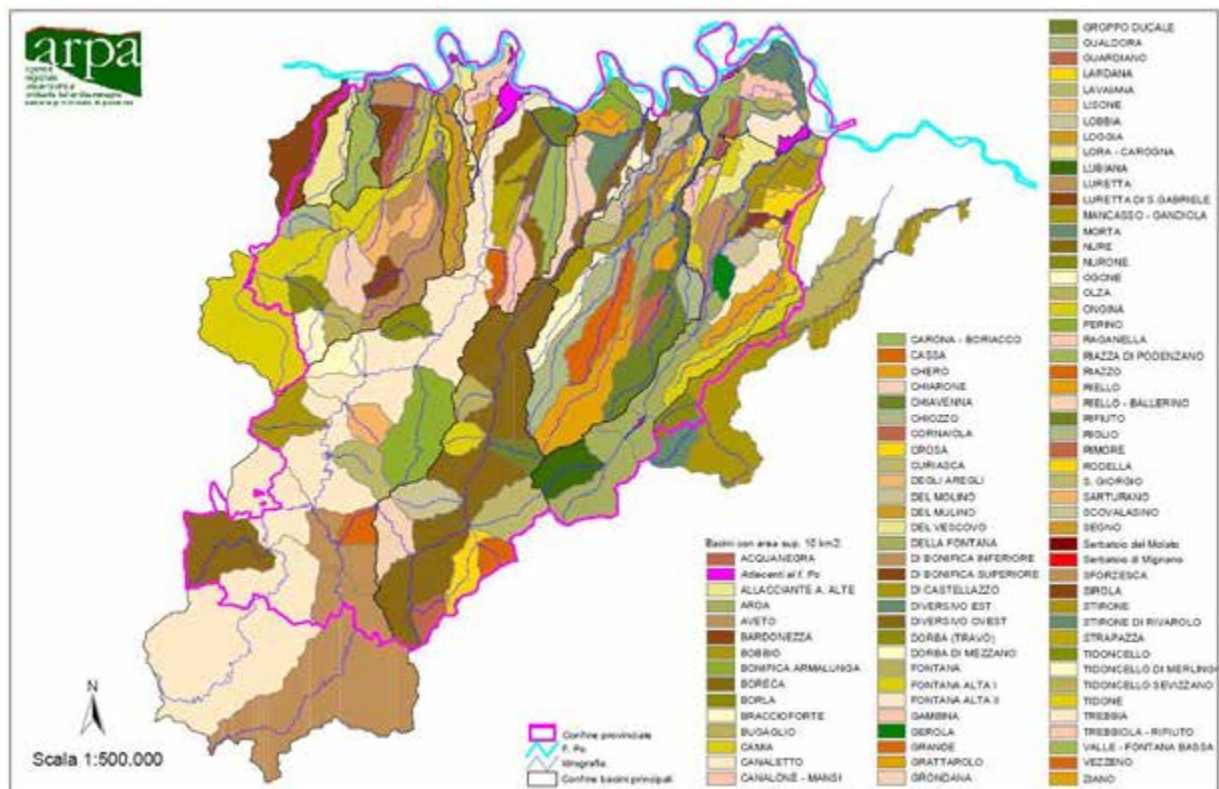 arpa
agenzia
regionale
N
Scala 1:500.000
Confine provinciale
F. Po
Idrografia
Confine bacini principali
Bacini con area sup. 10 km2
ACQUANEGRA
Adiacenti al f. Po
ALLACCIANTE A. ALTE
ARDA
AVETO
BARDONEZZA
BOBBIO
BONIFICA ARMALUNGA
BORECA
BORLA
BRACCIOFORTE
BUGAGLIO
CAMIA
CANALETTO
CANALONE - MANSI
CARONA - BORIACCO
CASSA
CHERO
CHIARONE
CHIAVENNA
CHIOZZO
CORNAIOLA
CROSA
CURIASCA
DEGLI AREGLI
DEL MOLINO
DEL MULINO
DEL VESCOVO
DELLA FONTANA
DI BONIFICA INFERIORE
DI BONIFICA SUPERIORE
DI CASTELLAZZO
DIVERSIVO EST
DIVERSIVO OVEST
DORBA (TRAVO)
DORBA DI MEZZANO
FONTANA
FONTANA ALTA I
FONTANA ALTA II
GAMBINA
GEROLA
GRANDE
GRATTAROLO
GRONDANA
GROPPO DUCALE
GUALDORA
GUARDIANO
LARDANA
LAVAIANA
LISONE
LOBBIA
LOGGIA
LORA - CAROGNA
LUBIANA
LURETTA
LURETTA DI S.GABRIELE
MANCASSO - GANDIOLA
MORTA
NURE
NURONE
OGONE
OLZA
ONGINA
PERINO
RAGANELLA
RIAZZA DI PODENZANO
RIAZZO
RIELLO
RIELLO - BALLERINO
RIFIUTO
RIGLIO
RIMORE
RODELLA
S. GIORGIO
SARTURANO
SCOVALASINO
SEGNO
Serbatoio del Molato
Serbatoio di Mignano
SFORZESCA
SIROLA
STIRONE
STIRONE DI RIVAROLO
STRAPAZZA
TIDONCELLO
TIDONCELLO DI MERLINGO
TIDONCELLO SEVIZZANO
TIDONE
TREBBIA
TREBBIOLA - RIFIUTO
VALLE - FONTANA BASSA
VEZZENO
ZIANO